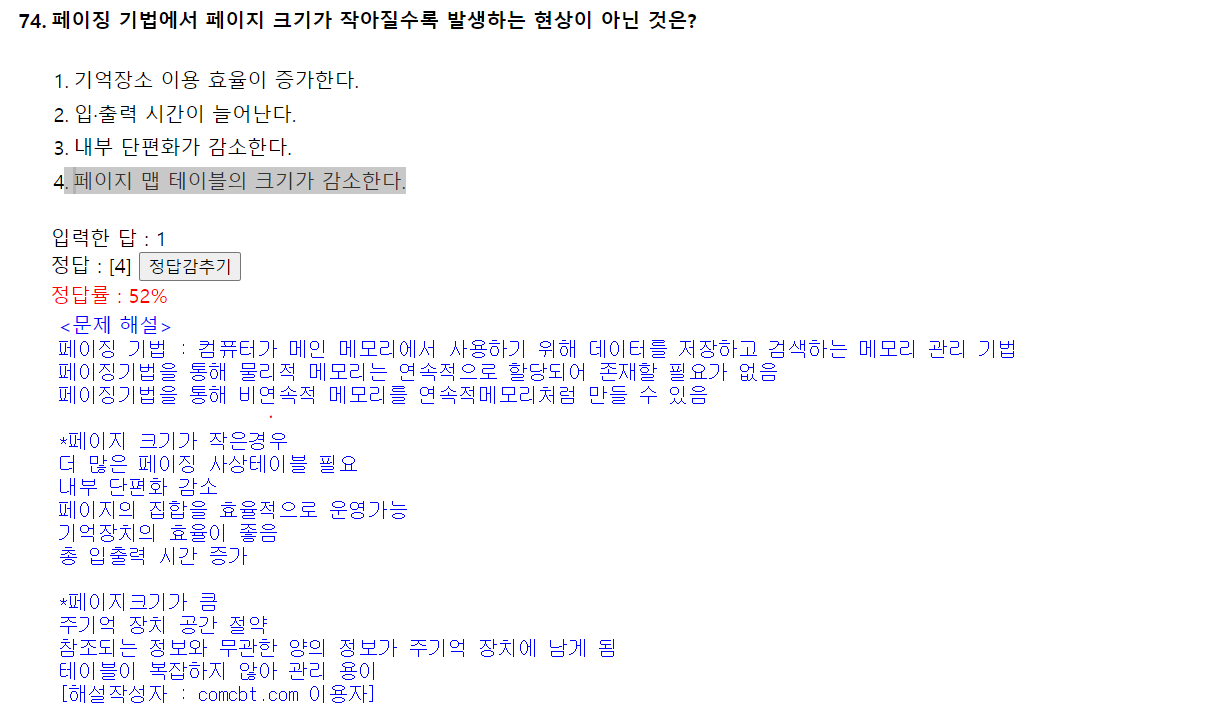 74. 페이징 기법에서 페이지 크기가 작아질수록 발생하는 현상이 아닌 것은?
1. 기억장소 이용 효율이 증가한다.
2. 입·출력 시간이 늘어난다.
3. 내부 단편화가 감소한다.
4. 페이지 맵 테이블의 크기가 감소한다.
입력한 답 : 1
정답 : [4] 정답감추기
정답률 : 52%
<문제 해설>
페이징 기법 : 컴퓨터가 메인 메모리에서 사용하기 위해 데이터를 저장하고 검색하는 메모리 관리 기법
페이징기법을 통해 물리적 메모리는 연속적으로 할당되어 존재할 필요가 없음
페이징기법을 통해 비연속적 메모리를 연속적메모리처럼 만들 수 있음
*페이지 크기가 작은경우
더 많은 페이징 사상테이블 필요
내부 단편화 감소
페이지의 집합을 효율적으로 운영가능
기억장치의 효율이 좋음
총 입출력 시간 증가
*페이지크기가 큼
주기억 장치 공간 절약
참조되는 정보와 무관한 양의 정보가 주기억 장치에 남게 됨
테이블이 복잡하지 않아 관리 용이
[해설작성자 : comcbt.com 이용자]